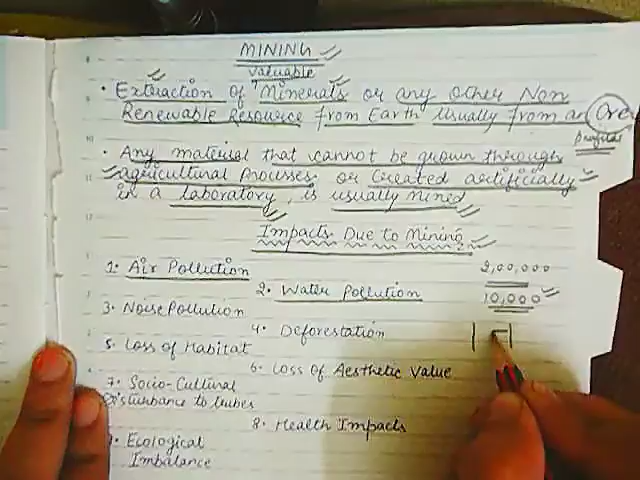 MINING
Valuable
• Extraction of Minerals or any other Non
Renewable Resource from Earth Usually from an Ore
• Any material that cannot be grown through
agricultural processes or Created artificially
in a laboratory, is usually mined
Impacts Due to Mining
1. Air Pollution
2,00,000
2. Water Pollution
10,000
3. Noise Pollution
4. Deforestation
5. Loss of Habitat
6. Loss of Aesthetic Value
7. Socio-Cultural
Disturbance to tribes
8. Health Impacts
9. Ecological
Imbalance